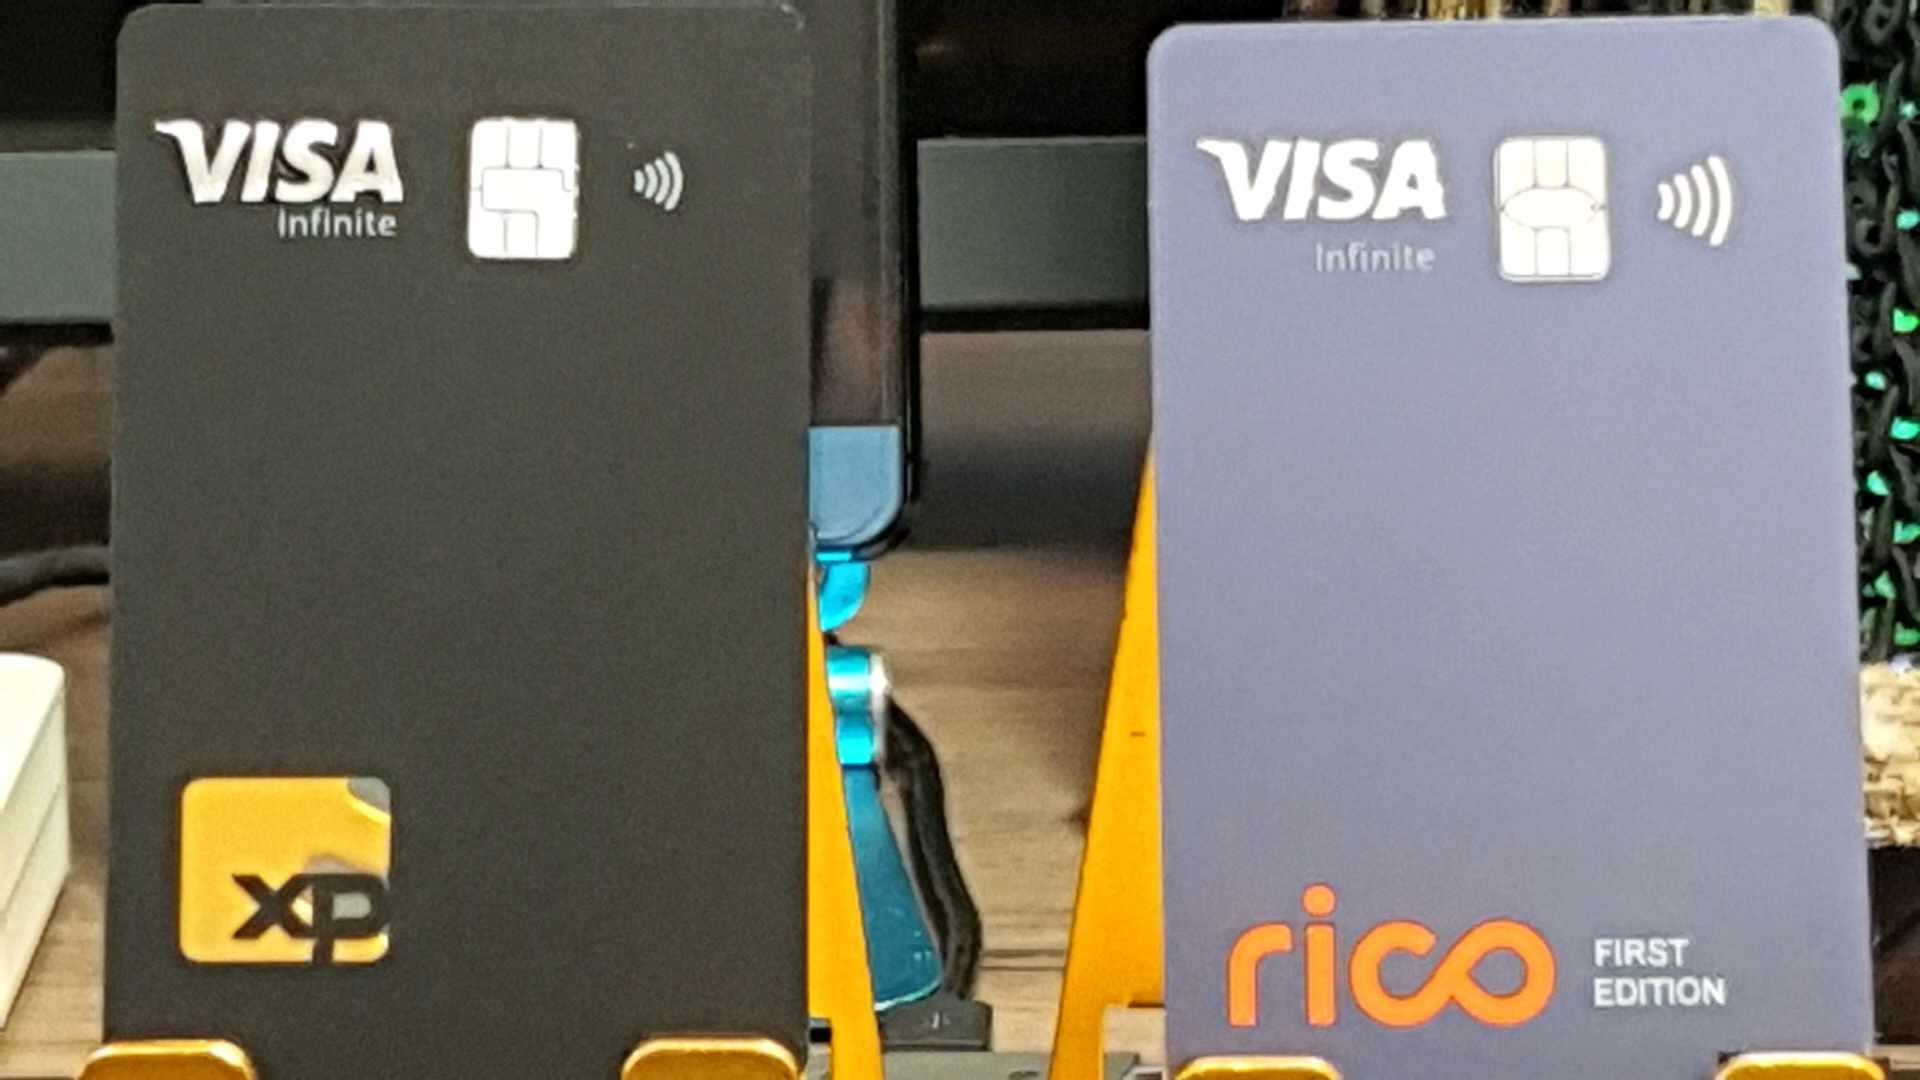 VISA
Infinite
xp
VISA
Infinite
rico
FIRST
EDITION